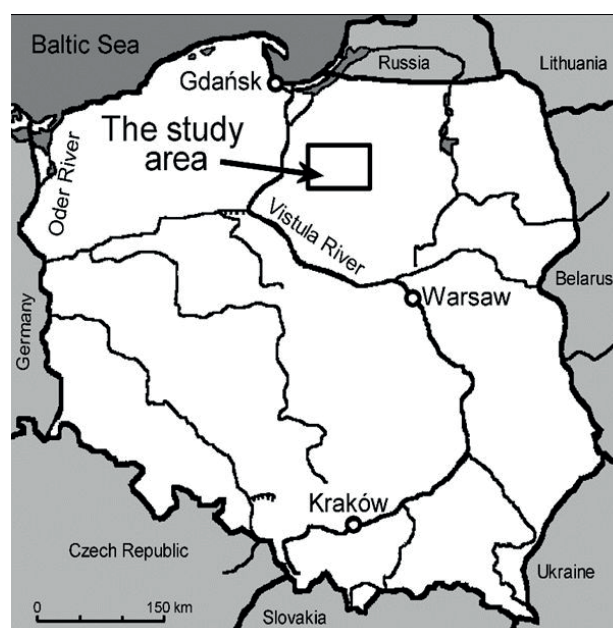 Baltic Sea
Russia
Lithuania
Gdańsk
The study
area
Oder River
Vistula River
Belarus
Warsaw
Germany
Kraków
Czech Republic
Ukraine
0 150 km
Slovakia